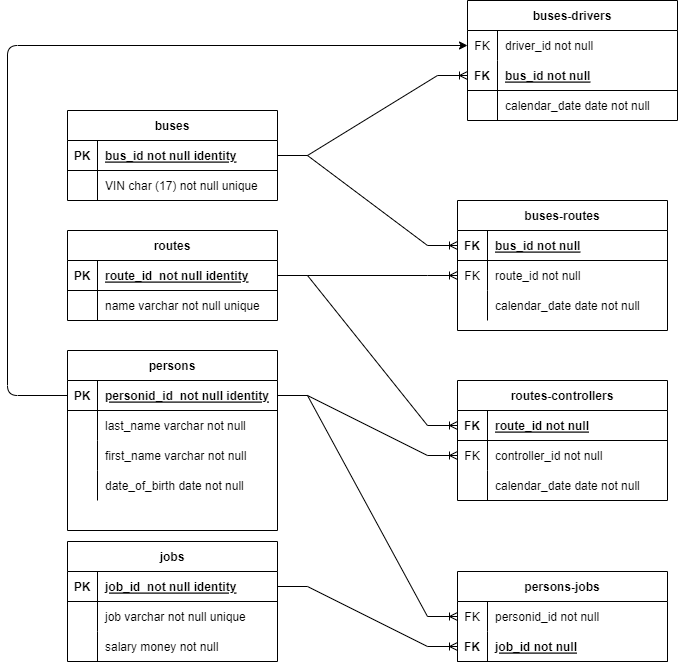 buses-drivers
FK driver_id not null
FK bus_id not null
calendar_date date not null
buses
PK bus_id not null identity
VIN char (17) not null unique
buses-routes
FK bus_id not null
FK route_id not null
calendar_date date not null
routes
PK route_id not null identity
name varchar not null unique
persons
PK personid_id not null identity
last_name varchar not null
first_name varchar not null
date_of_birth date not null
routes-controllers
FK route_id not null
FK controller_id not null
calendar_date date not null
jobs
PK job_id not null identity
job varchar not null unique
salary money not null
persons-jobs
FK personid_id not null
FK job_id not null